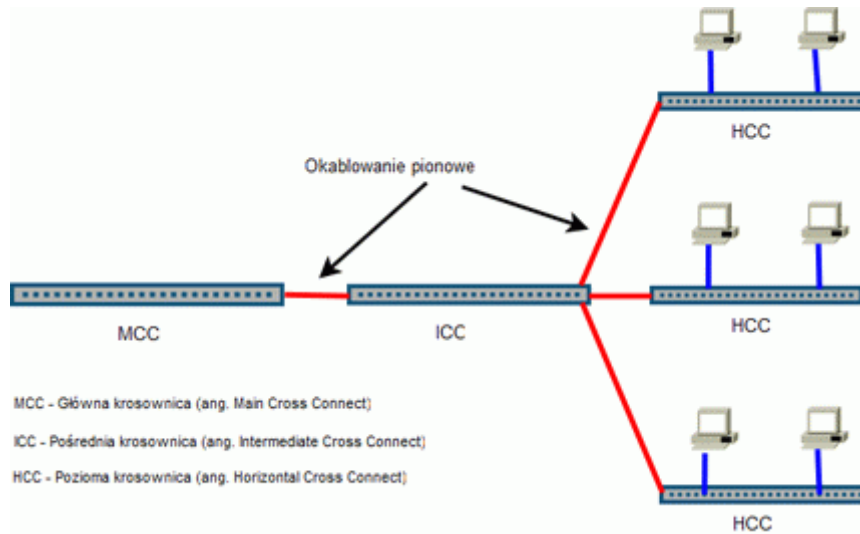 HCC
Okablowanie pionowe
MCC
ICC
HCC
MCC - Główna krosownica (ang. Main Cross Connect)
ICC - Pośrednia krosownica (ang. Intermediate Cross Connect)
HCC - Pozioma krosownica (ang. Horizontal Cross Connect)
HCC